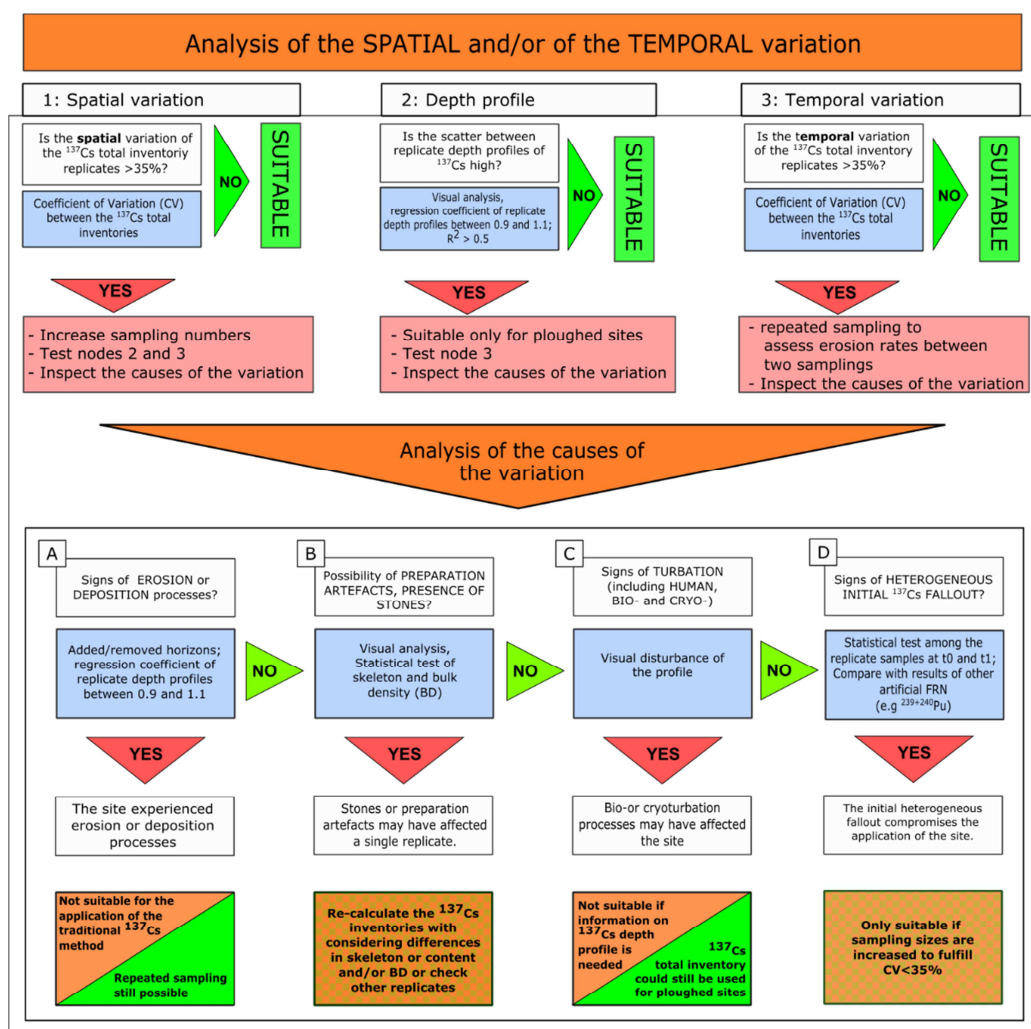 Analysis of the SPATIAL and/or of the TEMPORAL variation
1: Spatial variation
Is the spatial variation of
the ¹³⁷Cs total inventoriy
replicates >35%?
Coefficient of Variation (CV)
between the ¹³⁷Cs total
inventories
NO
SUITABLE
YES
- Increase sampling numbers
- Test nodes 2 and 3
- Inspect the causes of the variation
2: Depth profile
Is the scatter between
replicate depth profiles of
¹³⁷Cs high?
Visual analysis,
regression coefficient of replicate
depth profiles between 0.9 and 1.1;
R² > 0.5
NO
SUITABLE
YES
- Suitable only for ploughed sites
- Test node 3
- Inspect the causes of the variation
3: Temporal variation
Is the temporal variation
of the ¹³⁷Cs total inventory
replicates >35%?
Coefficient of Variation (CV)
between the ¹³⁷Cs total
inventories
NO
SUITABLE
YES
- repeated sampling to
assess erosion rates between
two samplings
- Inspect the causes of the variation
Analysis of the causes of
the variation
A
Signs of EROSION or
DEPOSITION processes?
Added/removed horizons;
regression coefficient of
replicate depth profiles
between 0.9 and 1.1
NO
YES
The site experienced
erosion or deposition
processes
Not suitable for the
application of the
traditional ¹³⁷Cs
method
Repeated sampling
still possible
B
Possibility of PREPARATION
ARTEFACTS, PRESENCE OF
STONES?
Visual analysis,
Statistical test of
skeleton and bulk
density (BD)
NO
YES
Stones or preparation
artefacts may have affected
a single replicate.
Re-calculate the ¹³⁷Cs
inventories with
considering differences
in skeleton or content
and/or BD or check
other replicates
C
Signs of TURBATION
(including HUMAN,
BIO- and CRYO-)
Visual disturbance of
the profile
NO
YES
Bio-or cryoturbation
processes may have affected
the site
Not suitable if
information on
¹³⁷Cs depth
profile is
needed
¹³⁷Cs
total inventory
could still be used
for ploughed sites
D
Signs of HETEROGENEOUS
INITIAL ¹³⁷Cs FALLOUT?
Statistical test among the
replicate samples at t0 and t1;
Compare with results of other
artificial FRN
(e.g ²³⁹⁺²⁴⁰Pu)
YES
The initial heterogeneous
fallout compromises the
application of the site.
Only suitable if
sampling sizes are
increased to fulfill
CV<35%